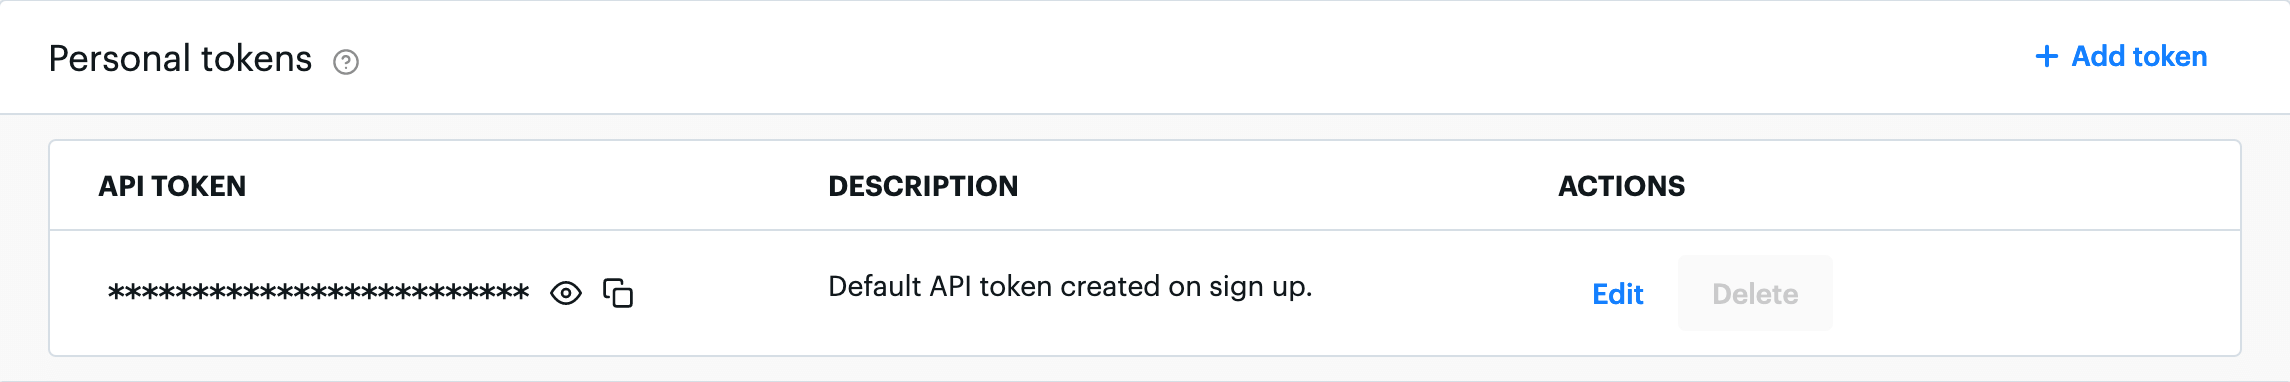 Personal tokens ?
+ Add token
API TOKEN DESCRIPTION ACTIONS
************************* Default API token created on sign up. Edit Delete